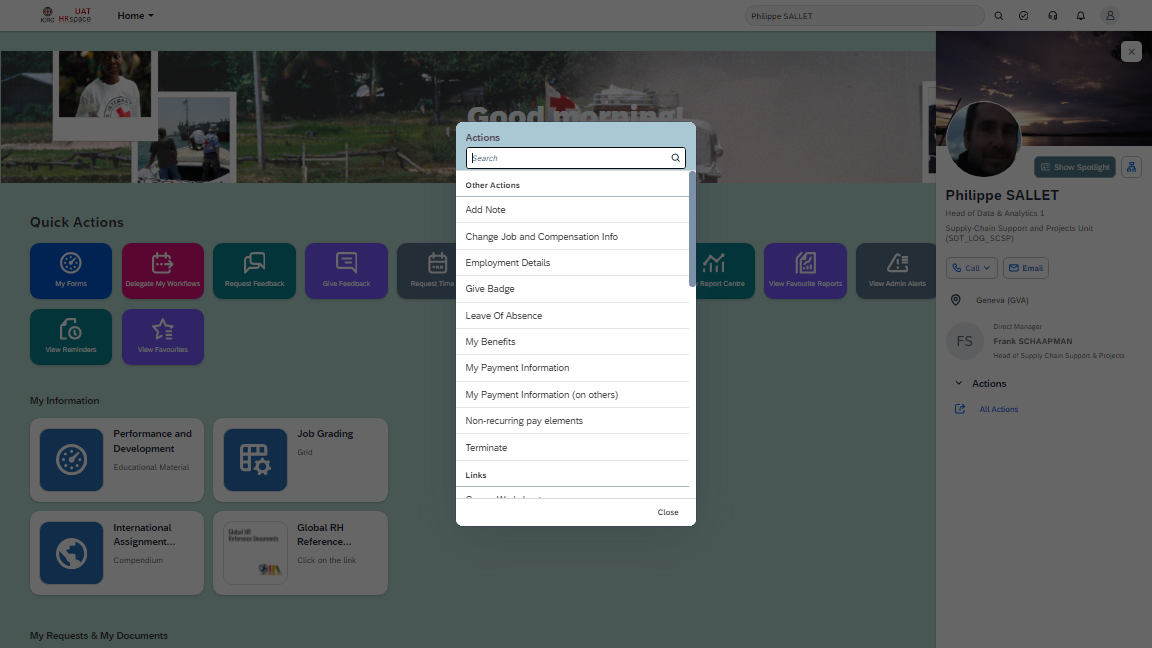 ICRC
UAT
HRspace
Home
Philippe SALLET
Good morning!
Quick Actions
My Forms
Delegate My Workflows
Request Feedback
Give Feedback
Request Time
Report Centre
View Favourite Reports
View Admin Alerts
View Reminders
View Favourites
My Information
Performance and
Development
Educational Material
Job Grading
Grid
International
Assignment...
Compendium
Global HR
Reference Documents
Global RH
Reference...
Click on the link
My Requests & My Documents
Actions
Search
Other Actions
Add Note
Change Job and Compensation Info
Employment Details
Give Badge
Leave Of Absence
My Benefits
My Payment Information
My Payment Information (on others)
Non-recurring pay elements
Terminate
Links
Close
Show Spotlight
Philippe SALLET
Head of Data & Analytics 1
Supply-Chain Support and Projects Unit
(SDT_LOG_SCSP)
Call
Email
Geneva (GVA)
FS
Direct Manager
Frank SCHAAPMAN
Head of Supply Chain Support & Projects
Actions
All Actions